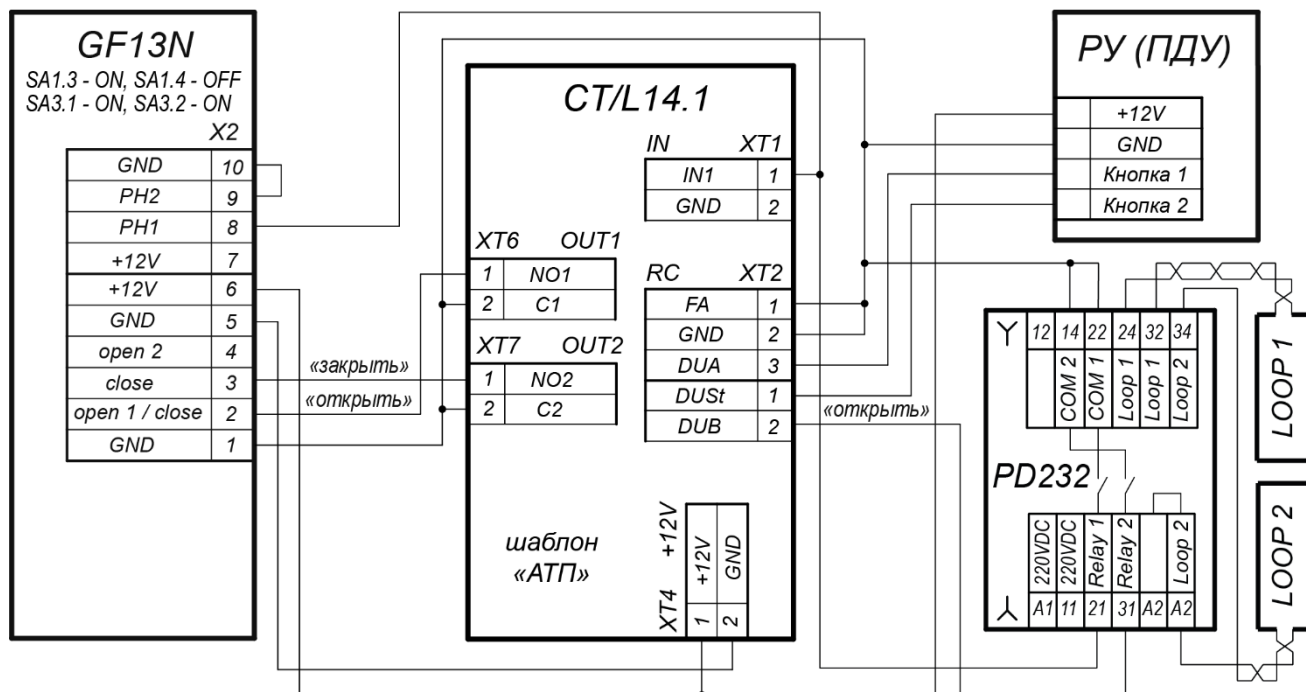 GF13N
SA1.3 - ON, SA1.4 - OFF
SA3.1 - ON, SA3.2 - ON
X2
GND 10
PH2 9
PH1 8
+12V 7
+12V 6
GND 5
open 2 4
close 3
open 1 / close 2
GND 1
«закрыть»
«открыть»
CT/L14.1
IN XT1
IN1 1
GND 2
XT6 OUT1
1 NO1
2 C1
XT7 OUT2
1 NO2
2 C2
RC XT2
FA 1
GND 2
DUA 3
DUSt 1
DUB 2
«открыть»
шаблон
«АТП»
XT4 +12V
1 +12V
2 GND
РУ (ПДУ)
+12V
GND
Кнопка 1
Кнопка 2
12 14 22 24 32 34
COM 2
COM 1
Loop 1
Loop 1
Loop 2
PD232
220VDC
220VDC
Relay 1
Relay 2
Loop 2
A1 11 21 31 A2 A2
LOOP 1
LOOP 2